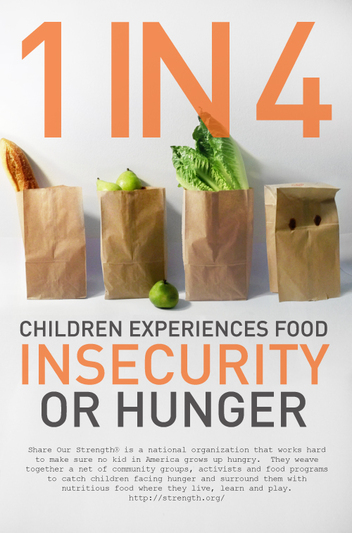 1 IN 4
CHILDREN EXPERIENCES FOOD
INSECURITY
OR HUNGER
Share Our Strength® is a national organization that works hard
to make sure no kid in America grows up hungry. They weave
together a net of community groups, activists and food programs
to catch children facing hunger and surround them with
nutritious food where they live, learn and play.
http://strength.org/